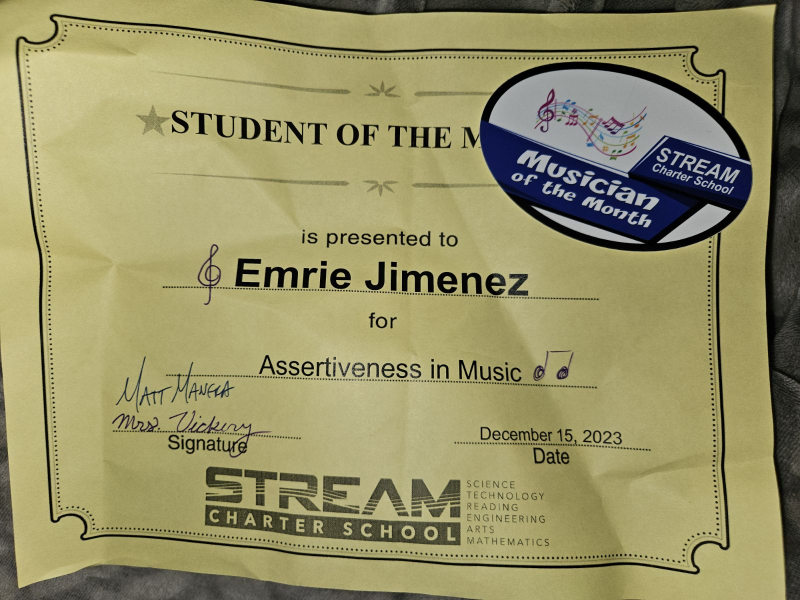 STUDENT OF THE M
Musician
of the Month
STREAM
Charter School
is presented to
Emrie Jimenez
for
Assertiveness in Music
Matt Manera
Mrs. Vickery
Signature
December 15, 2023
Date
STREAM
CHARTER SCHOOL
SCIENCE
TECHNOLOGY
READING
ENGINEERING
ARTS
MATHEMATICS